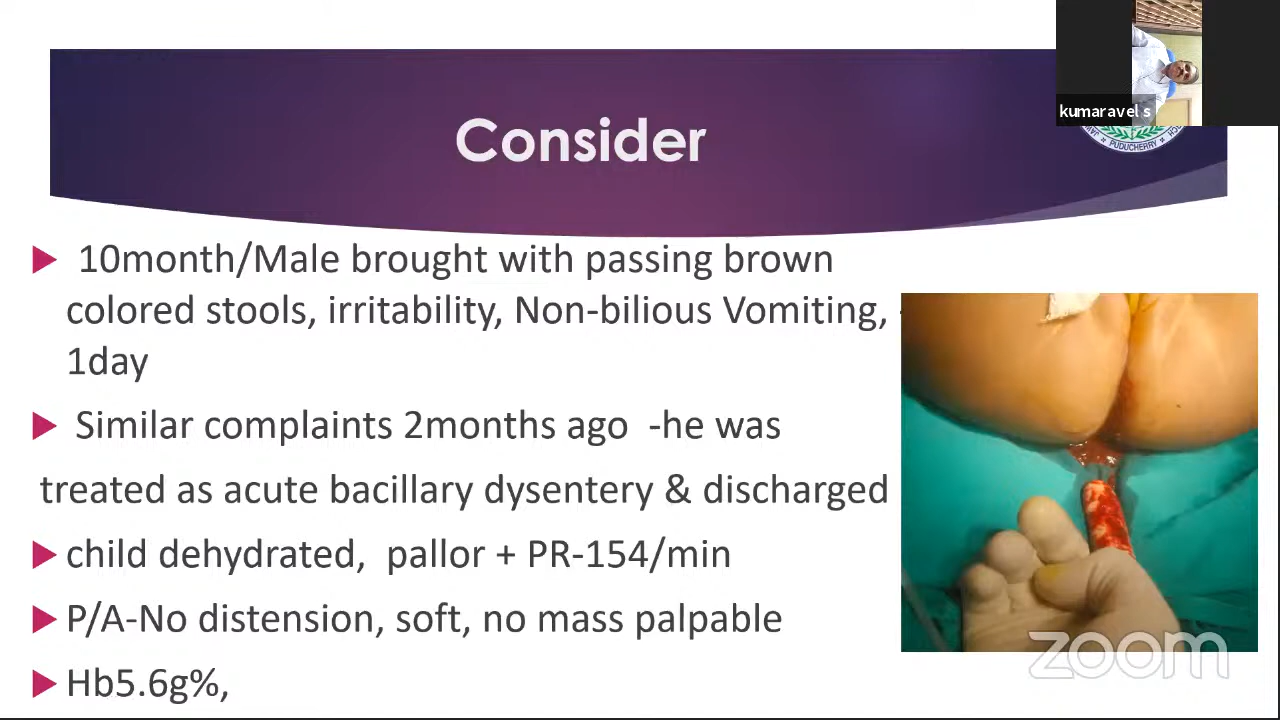 kumaravel s
PUDUCHERRY
Consider
10month/Male brought with passing brown
colored stools, irritability, Non-bilious Vomiting, -
1day
Similar complaints 2months ago -he was
treated as acute bacillary dysentery & discharged
child dehydrated, pallor + PR-154/min
P/A-No distension, soft, no mass palpable
Hb5.6g%,
zoom